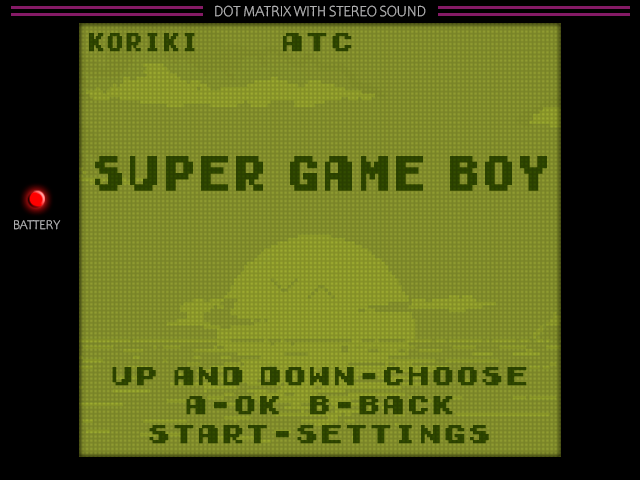 DOT MATRIX WITH STEREO SOUND
KORIKI ATC
SUPER GAME BOY
BATTERY
UP AND DOWN-CHOOSE
A-OK B-BACK
START-SETTINGS